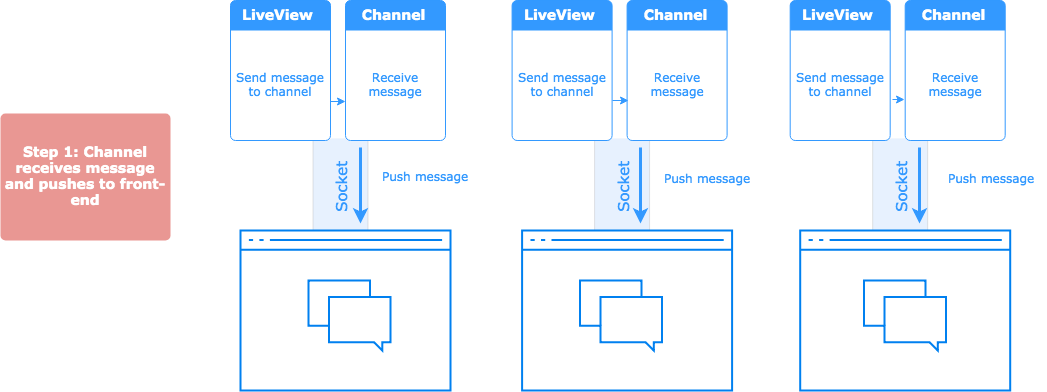 LiveView
Channel
Send message
to channel
Receive
message
Socket
Push message
LiveView
Channel
Send message
to channel
Receive
message
Socket
Push message
LiveView
Channel
Send message
to channel
Receive
message
Socket
Push message
Step 1: Channel
receives message
and pushes to front-
end